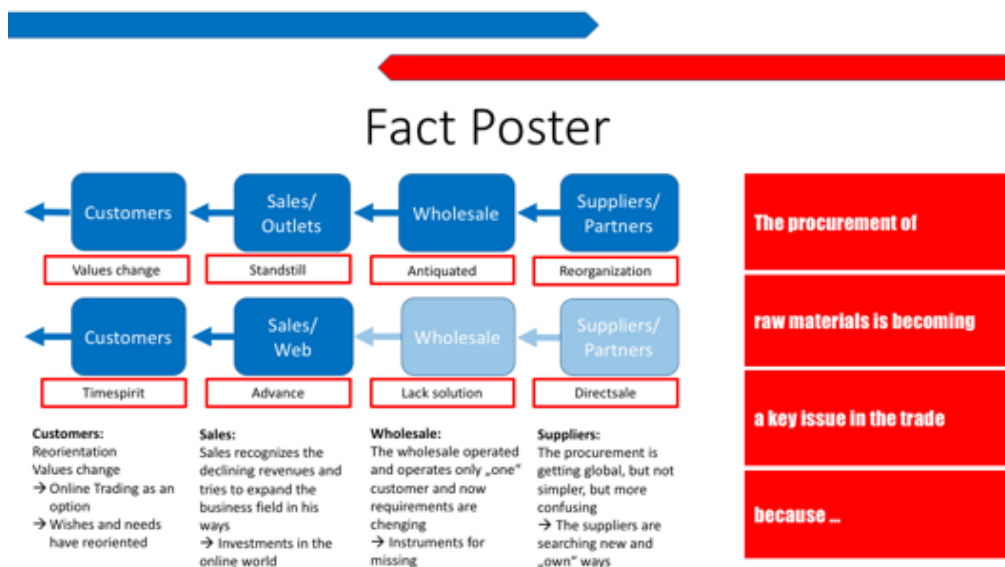 Fact Poster
Customers
Sales/
Outlets
Wholesale
Suppliers/
Partners
Values change
Standstill
Antiquated
Reorganization
Customers
Sales/
Web
Wholesale
Suppliers/
Partners
Timespirit
Advance
Lack solution
Directsale
Customers:
Reorientation
Values change
→ Online Trading as an
option
→ Wishes and needs
have reoriented
Sales:
Sales recognizes the
declining revenues and
tries to expand the
business field in his
ways
→ Investments in the
online world
Wholesale:
The wholesale operated
and operates only „one“
customer and now
requirements are
chenging
→ Instruments for
missing
Suppliers:
The procurement is
getting global, but not
simpler, but more
confusing
→ The suppliers are
searching new and
„own“ ways
The procurement of
raw materials is becoming
a key issue in the trade
because ...